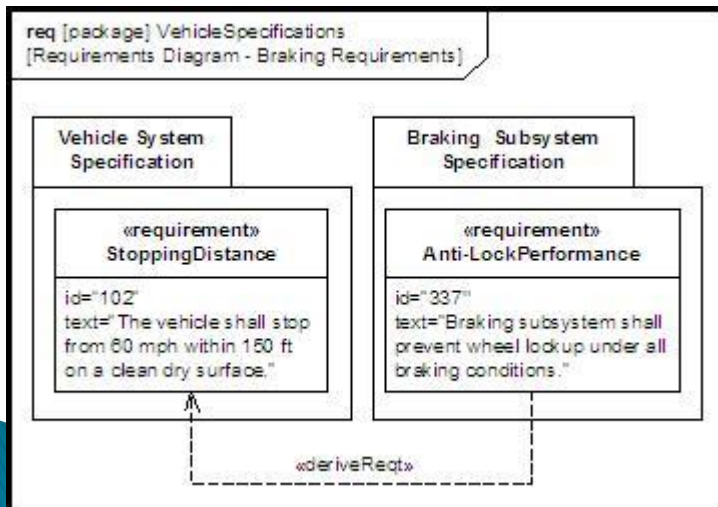 req [package] VehicleSpecifications
[Requirements Diagram - Braking Requirements]
Vehicle System
Specification
«requirement»
StoppingDistance
id="102"
text="The vehicle shall stop
from 60 mph within 150 ft
on a clean dry surface."
Braking Subsystem
Specification
«requirement»
Anti-LockPerformance
id="337"
text="Braking subsystem shall
prevent wheel lockup under all
braking conditions."
«deriveReqt»